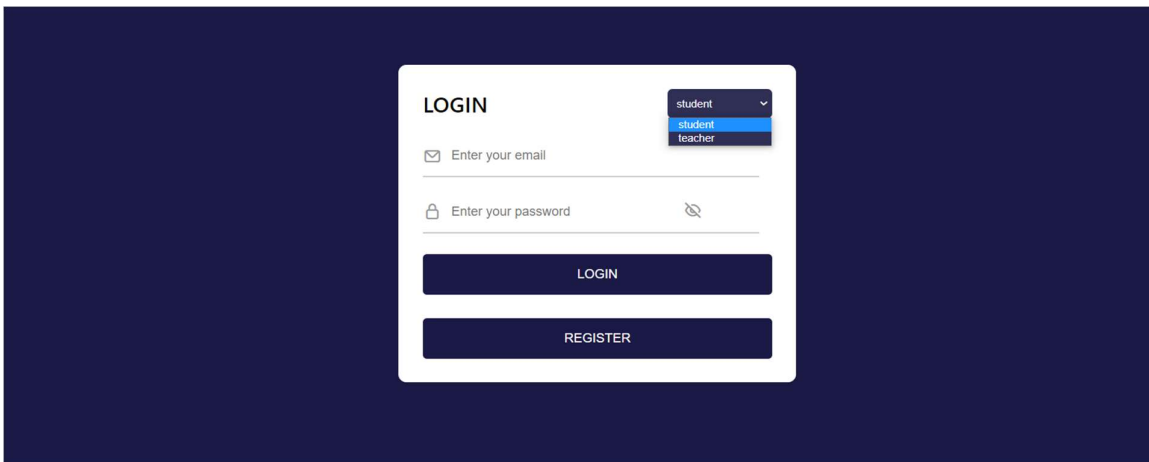 LOGIN
student
student
teacher
Enter your email
Enter your password
LOGIN
REGISTER